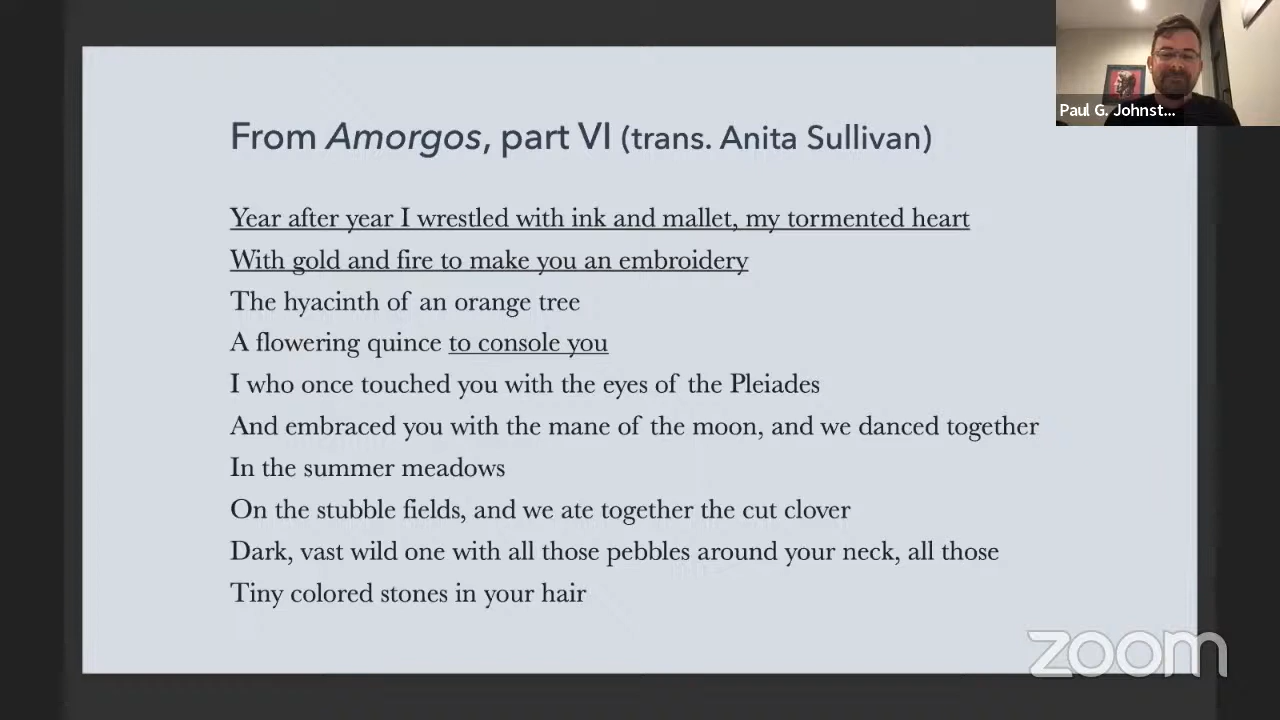 Paul G. Johnst...
From Amorgos, part VI (trans. Anita Sullivan)
Year after year I wrestled with ink and mallet, my tormented heart
With gold and fire to make you an embroidery
The hyacinth of an orange tree
A flowering quince to console you
I who once touched you with the eyes of the Pleiades
And embraced you with the mane of the moon, and we danced together
In the summer meadows
On the stubble fields, and we ate together the cut clover
Dark, vast wild one with all those pebbles around your neck, all those
Tiny colored stones in your hair
zoom